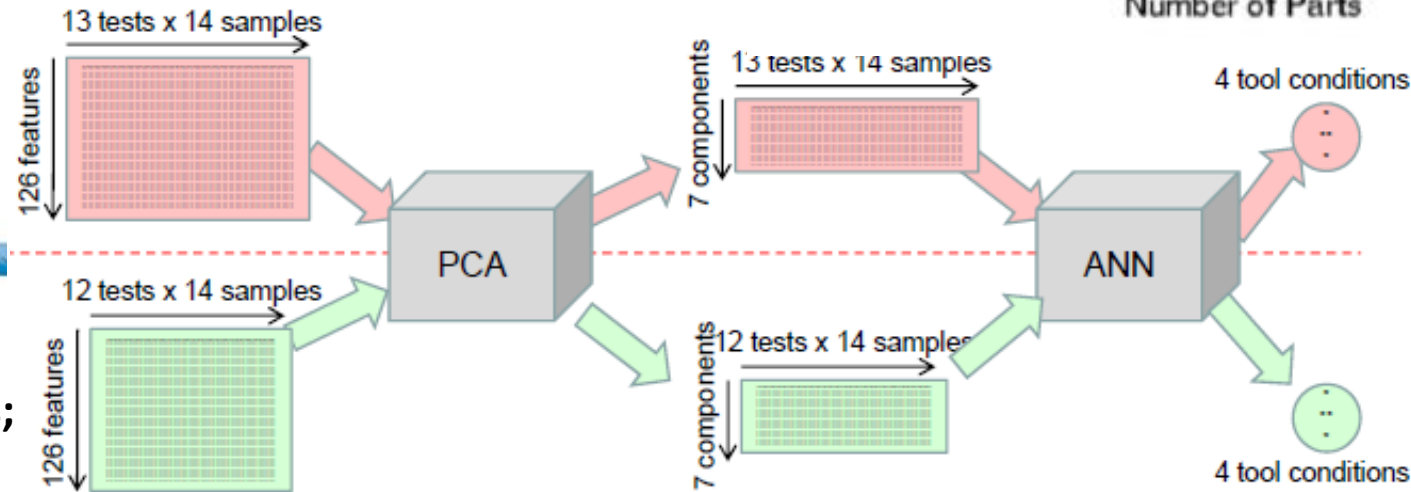 Number of Parts
13 tests x 14 samples
126 features
PCA
7 components
13 tests x 14 samples
ANN
4 tool conditions
12 tests x 14 samples
126 features
;
7 components
12 tests x 14 samples
4 tool conditions